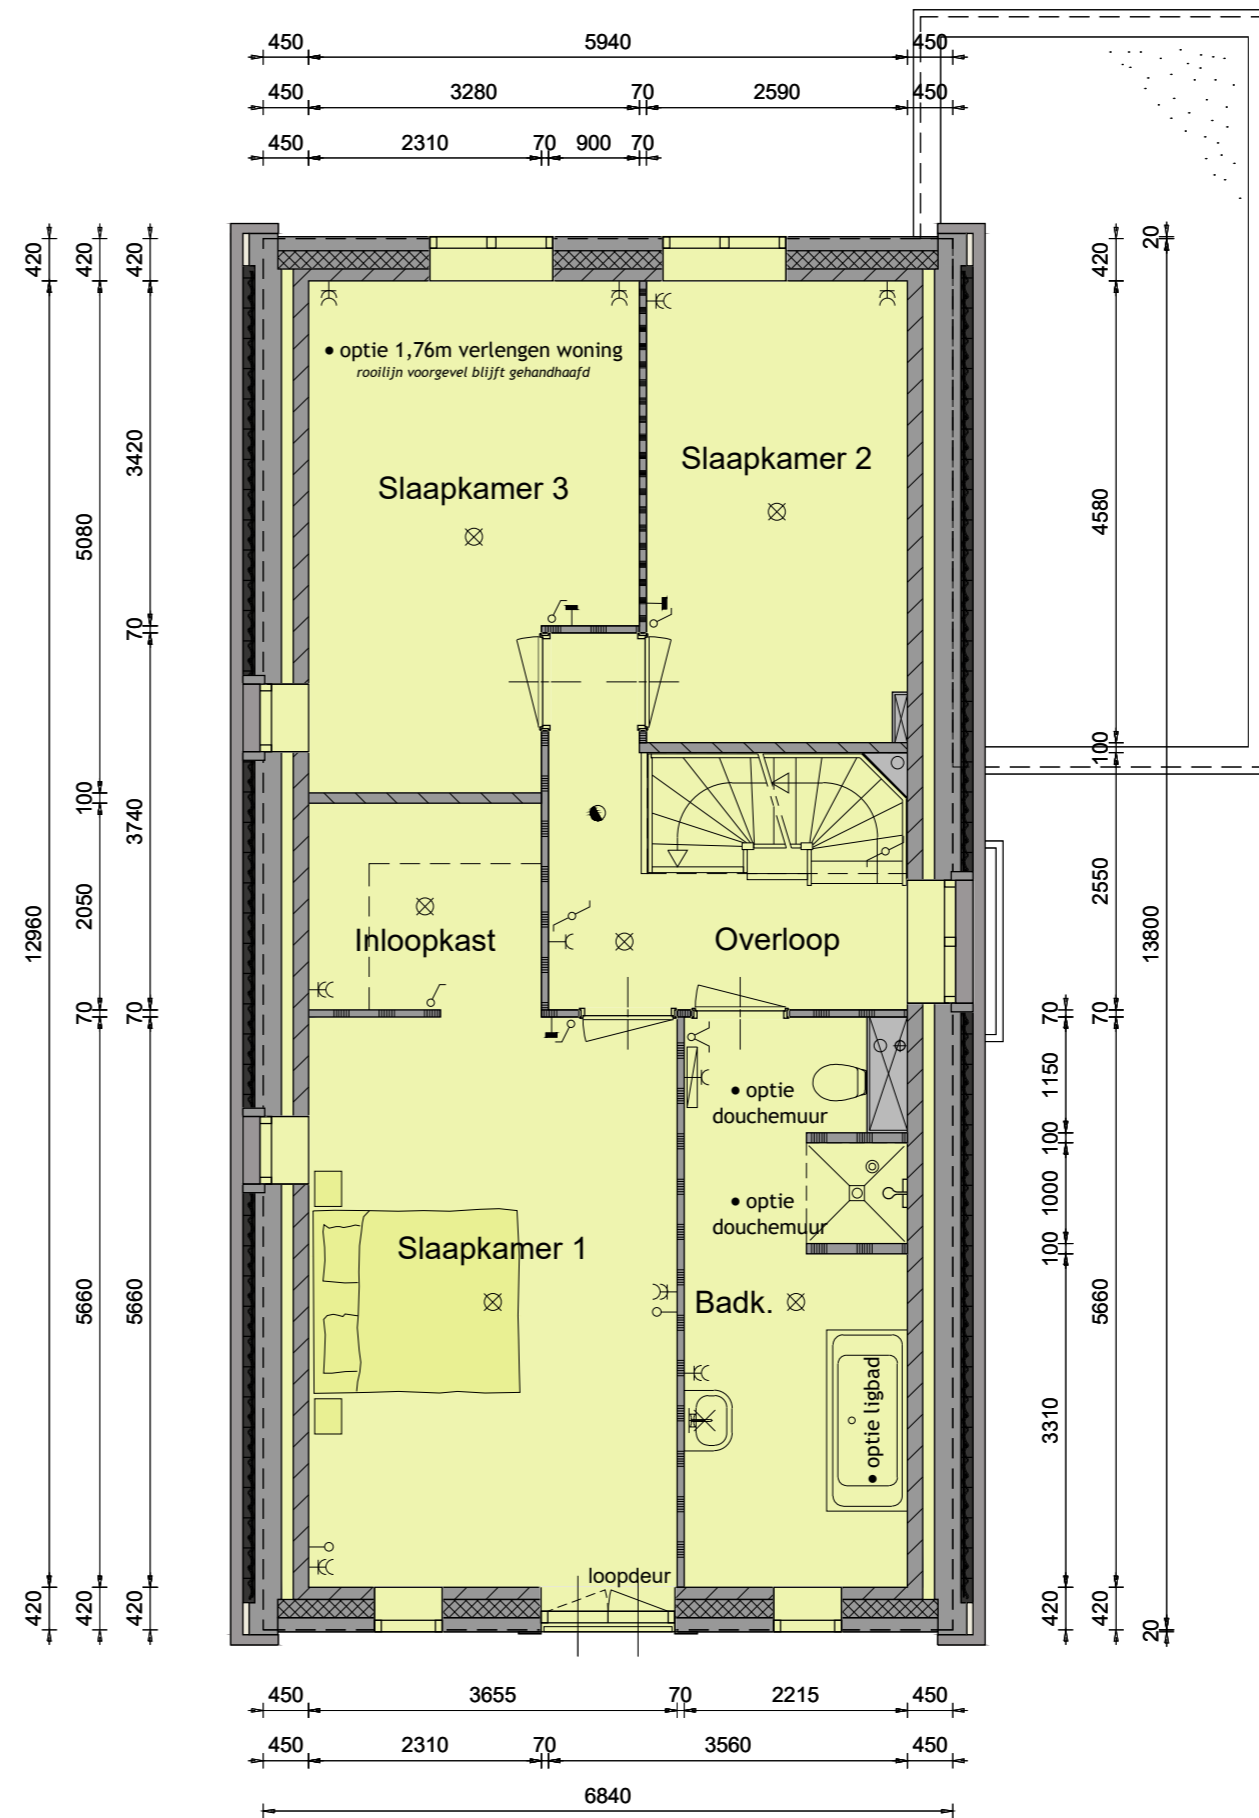 450 5940 450
450 3280 70 2590 450
450 2310 70 900 70
420 420 420 420 20
• optie 1,76m verlengen woning
rooilijn voorgevel blijft gehandhaafd
3420
Slaapkamer 2
Slaapkamer 3
5080
4580
70
100
100
3740
2050
2550
12960
13800
Inloopkast
Overloop
70 70 70 70
1150
• optie
douchemuur
100
1000
• optie
douchemuur
100
Slaapkamer 1
Badk.
5660 5660 5660
3310
• optie ligbad
loopdeur
420 420 420 420 420 20
450 3655 70 2215 450
450 2310 70 3560 450
6840